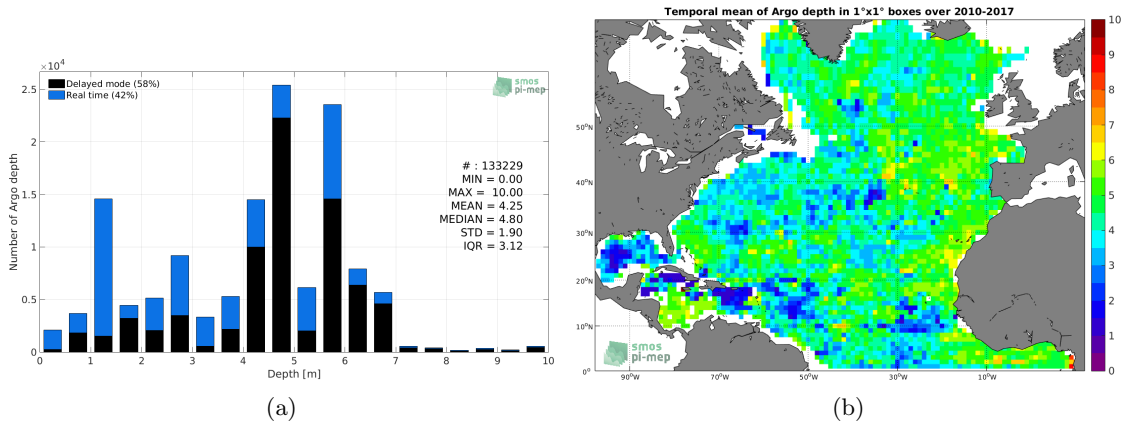 ×10⁴
2.5
2
1.5
1
0.5
0
Number of Argo depth
Delayed mode (58%)
Real time (42%)
smos
pi-mep
# : 133229
MIN = 0.00
MAX = 10.00
MEAN = 4.25
MEDIAN = 4.80
STD = 1.90
IQR = 3.12
0 1 2 3 4 5 6 7 8 9 10
Depth [m]
(a)
Temporal mean of Argo depth in 1°x1° boxes over 2010-2017
50°N
40°N
30°N
20°N
10°N
0°
90°W 70°W 50°W 30°W 10°W
smos
pi-mep
10
9
8
7
6
5
4
3
2
1
0
(b)